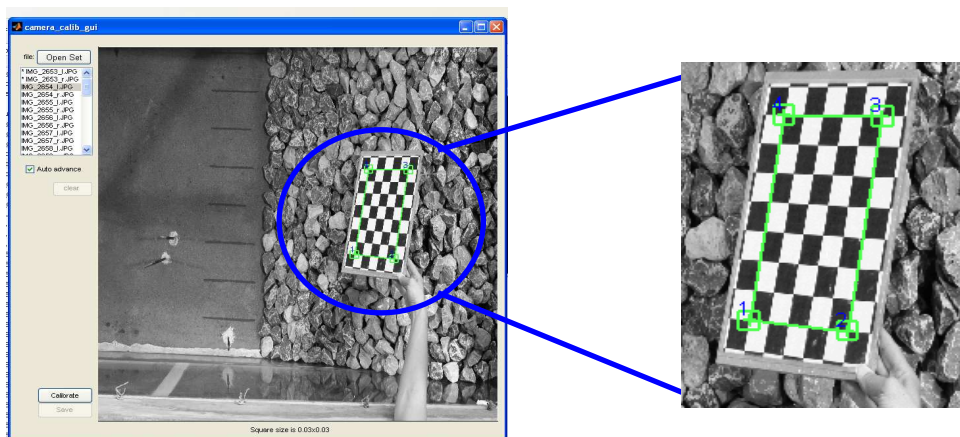 camera_calib_gui
file: Open Set
* IMG_2653_l.JPG
* IMG_2653_r.JPG
IMG_2654_l.JPG
IMG_2654_r.JPG
IMG_2655_l.JPG
IMG_2655_r.JPG
IMG_2656_l.JPG
IMG_2656_r.JPG
IMG_2657_l.JPG
IMG_2657_r.JPG
IMG_2658_l.JPG
Auto advance
clear
4 3
1 2
Calibrate
Save
Square size is 0.03x0.03